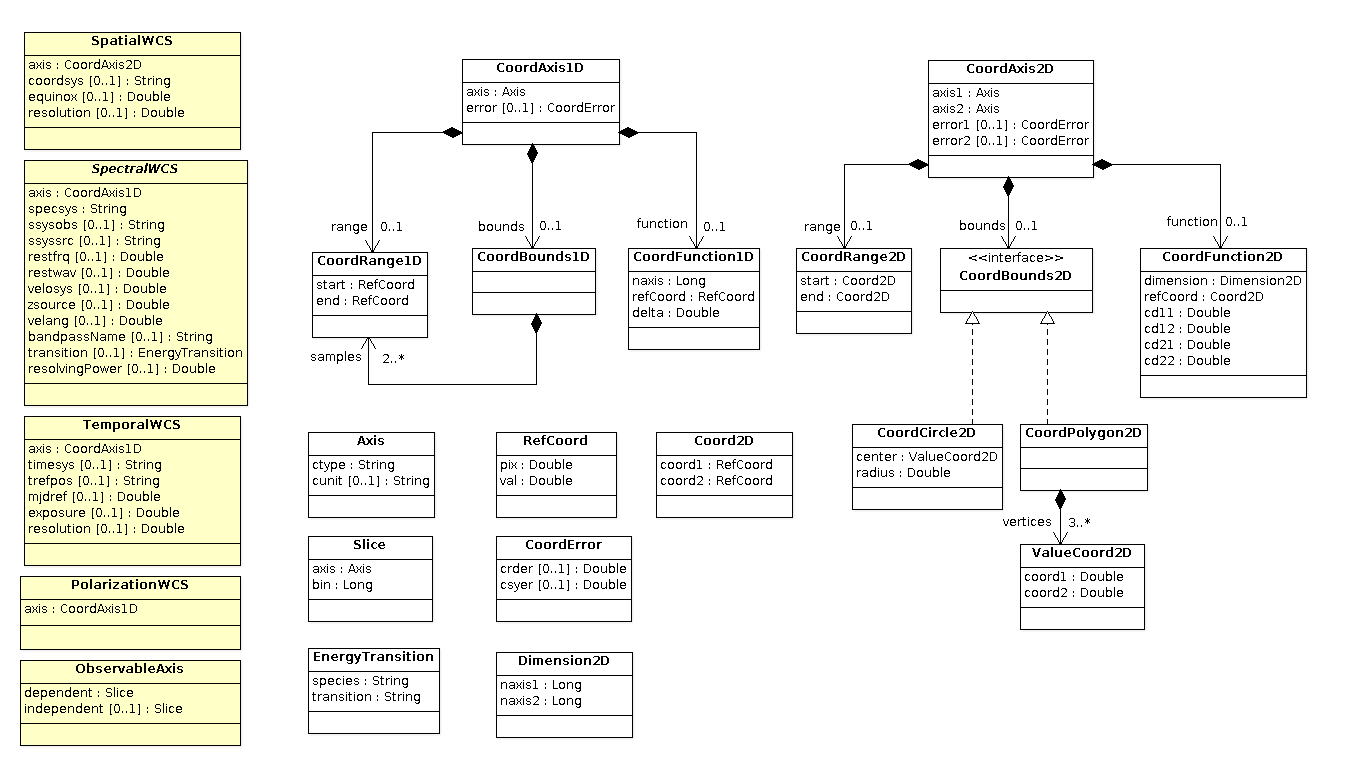 SpatialWCS
axis : CoordAxis2D
coordsys [0..1] : String
equinox [0..1] : Double
resolution [0..1] : Double
SpectralWCS
axis : CoordAxis1D
specsys : String
ssysobs [0..1] : String
ssyssrc [0..1] : String
restfrq [0..1] : Double
restwav [0..1] : Double
velosys [0..1] : Double
zsource [0..1] : Double
velang [0..1] : Double
bandpassName [0..1] : String
transition [0..1] : EnergyTransition
resolvingPower [0..1] : Double
TemporalWCS
axis : CoordAxis1D
timesys [0..1] : String
trefpos [0..1] : String
mjdref [0..1] : Double
exposure [0..1] : Double
resolution [0..1] : Double
PolarizationWCS
axis : CoordAxis1D
ObservableAxis
dependent : Slice
independent [0..1] : Slice
CoordAxis1D
axis : Axis
error [0..1] : CoordError
range 0..1
bounds 0..1
function 0..1
CoordRange1D
start : RefCoord
end : RefCoord
CoordBounds1D
CoordFunction1D
naxis : Long
refCoord : RefCoord
delta : Double
samples 2..*
CoordAxis2D
axis1 : Axis
axis2 : Axis
error1 [0..1] : CoordError
error2 [0..1] : CoordError
range 0..1
bounds 0..1
function 0..1
CoordRange2D
start : Coord2D
end : Coord2D
<<interface>>
CoordBounds2D
CoordFunction2D
dimension : Dimension2D
refCoord : Coord2D
cd11 : Double
cd12 : Double
cd21 : Double
cd22 : Double
CoordCircle2D
center : ValueCoord2D
radius : Double
CoordPolygon2D
vertices 3..*
ValueCoord2D
coord1 : Double
coord2 : Double
Axis
ctype : String
cunit [0..1] : String
RefCoord
pix : Double
val : Double
Coord2D
coord1 : RefCoord
coord2 : RefCoord
Slice
axis : Axis
bin : Long
CoordError
crder [0..1] : Double
csyer [0..1] : Double
EnergyTransition
species : String
transition : String
Dimension2D
naxis1 : Long
naxis2 : Long